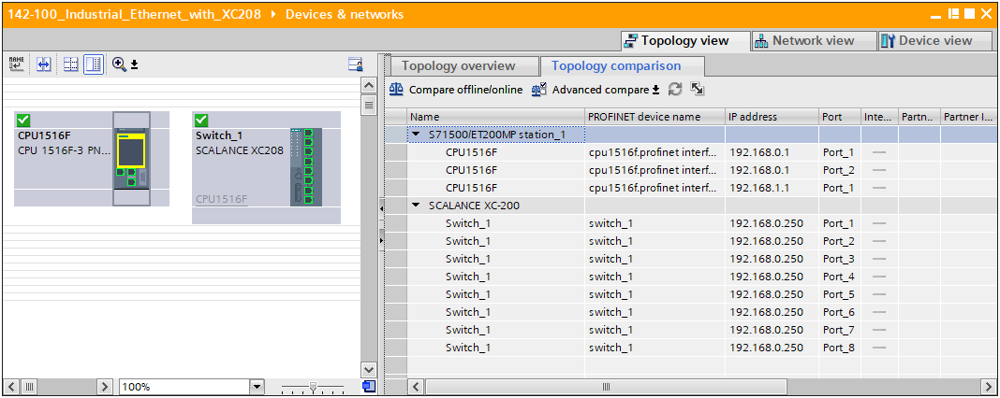 142-100_Industrial_Ethernet_with_XC208 Devices & networks
Topology view Network view Device view
Topology overview Topology comparison
Compare offline/online Advanced compare
Name PROFINET device name IP address Port Inte... Partn.. Partner I...
S71500/ET200MP station_1
CPU1516F cpu1516f.profinet interf... 192.168.0.1 Port_1 —
CPU1516F cpu1516f.profinet interf... 192.168.0.1 Port_2 —
CPU1516F cpu1516f.profinet interf... 192.168.1.1 Port_1 —
SCALANCE XC-200
Switch_1 switch_1 192.168.0.250 Port_1 —
Switch_1 switch_1 192.168.0.250 Port_2 —
Switch_1 switch_1 192.168.0.250 Port_3 —
Switch_1 switch_1 192.168.0.250 Port_4 —
Switch_1 switch_1 192.168.0.250 Port_5 —
Switch_1 switch_1 192.168.0.250 Port_6 —
Switch_1 switch_1 192.168.0.250 Port_7 —
Switch_1 switch_1 192.168.0.250 Port_8 —
NAME
CPU1516F
CPU 1516F-3 PN...
Switch_1
SCALANCE XC208
CPU1516F
100%